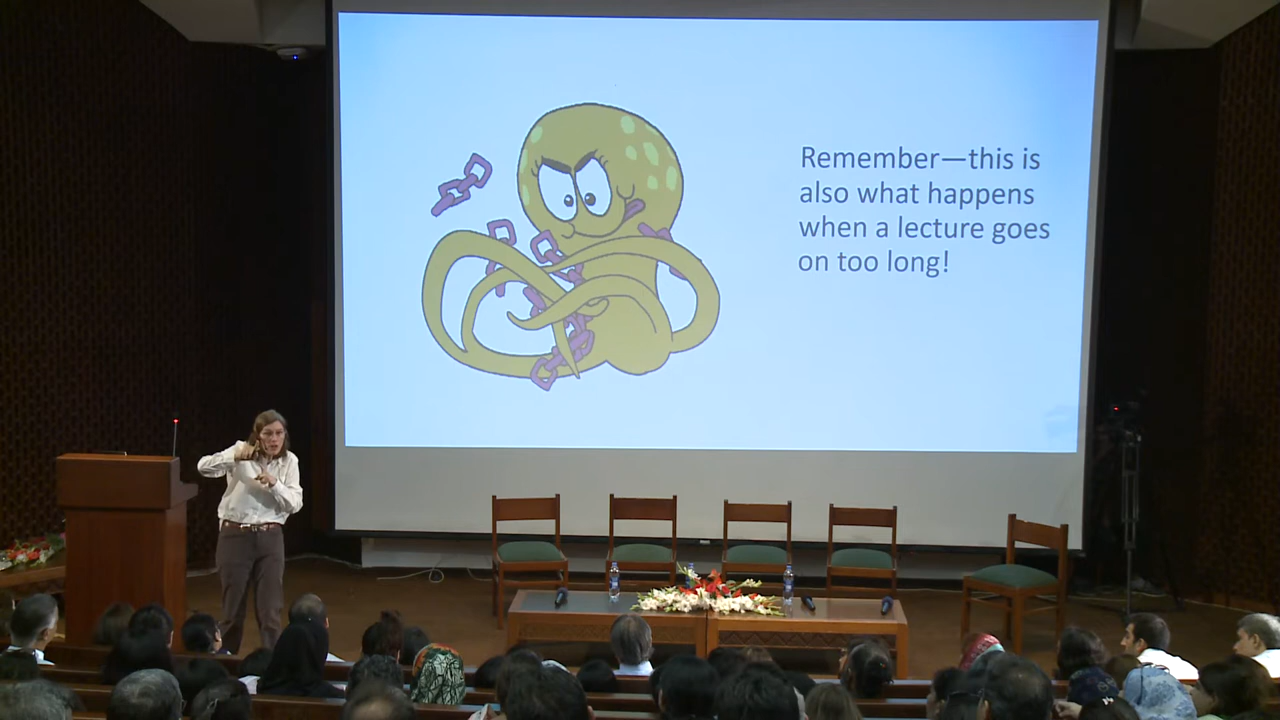 Remember—this is
also what happens
when a lecture goes
on too long!